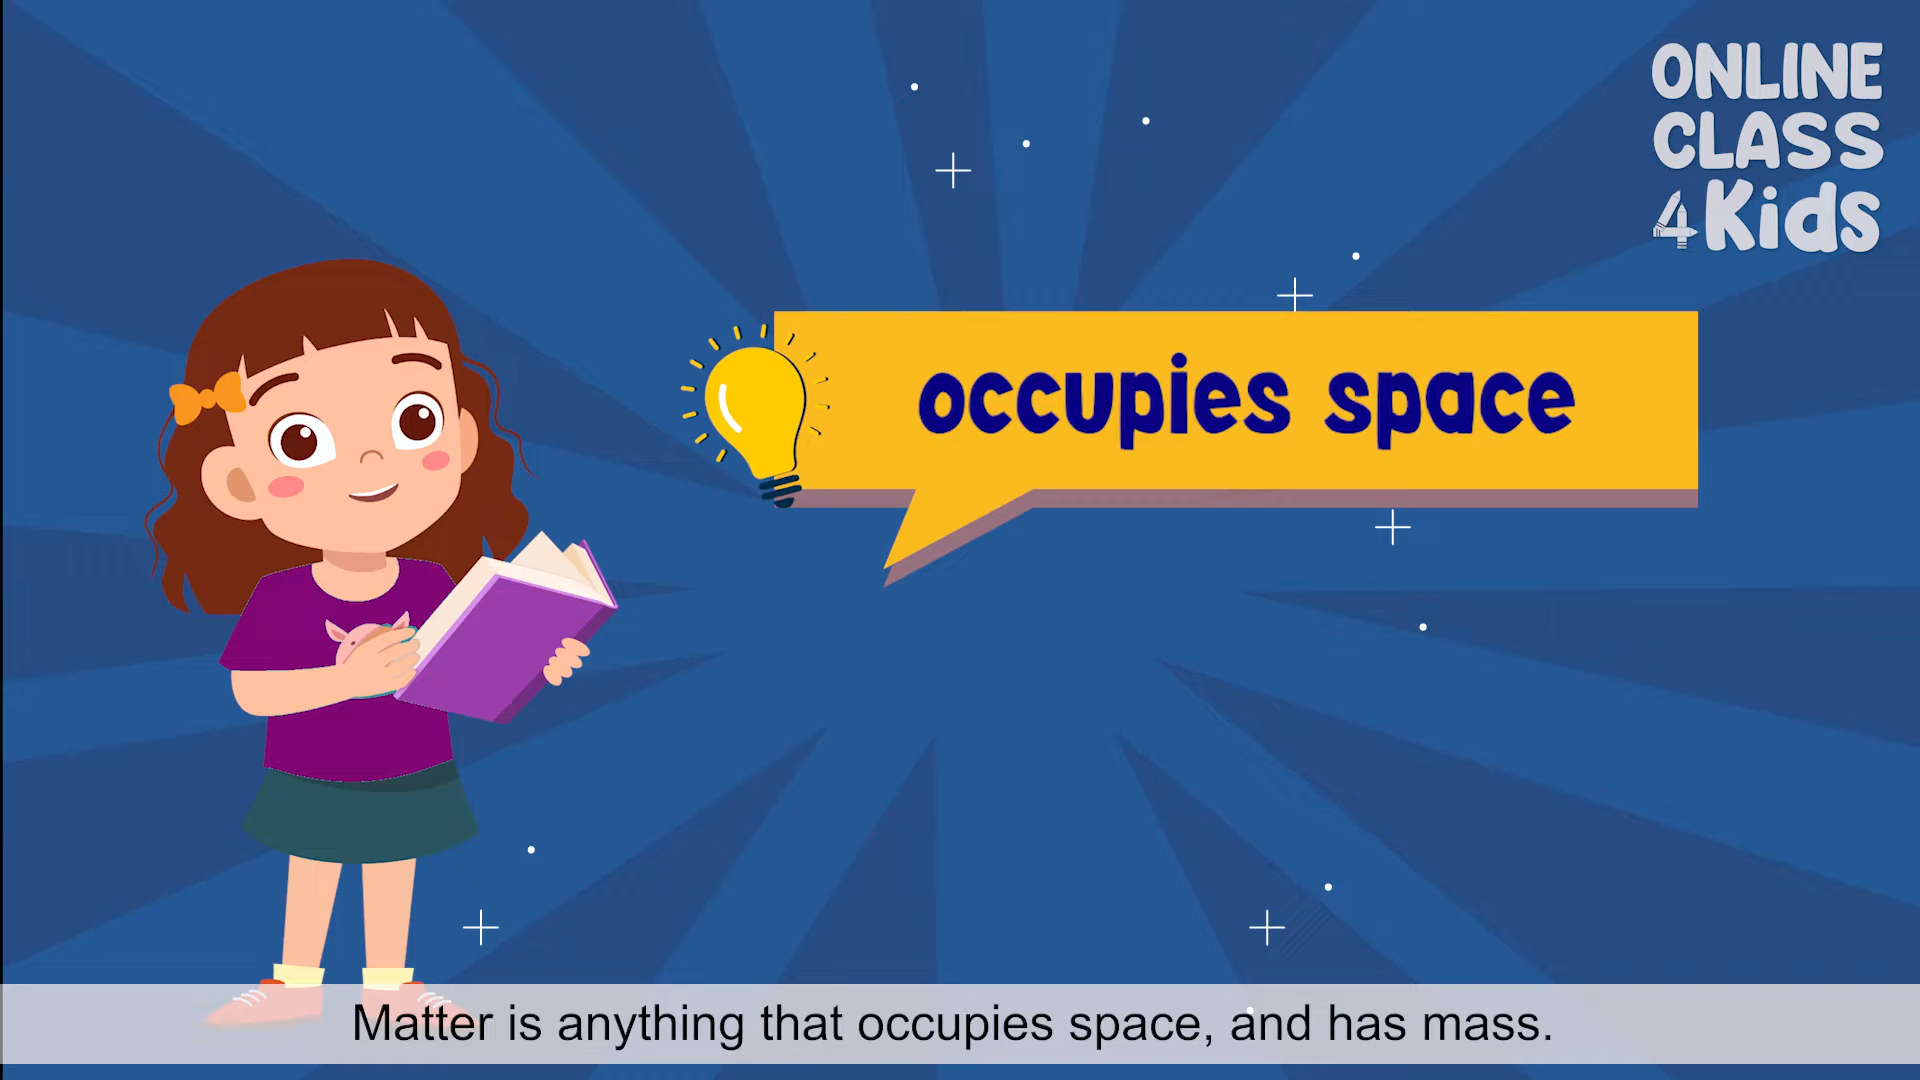 ONLINE
CLASS
4Kids
occupies space
Matter is anything that occupies space, and has mass.